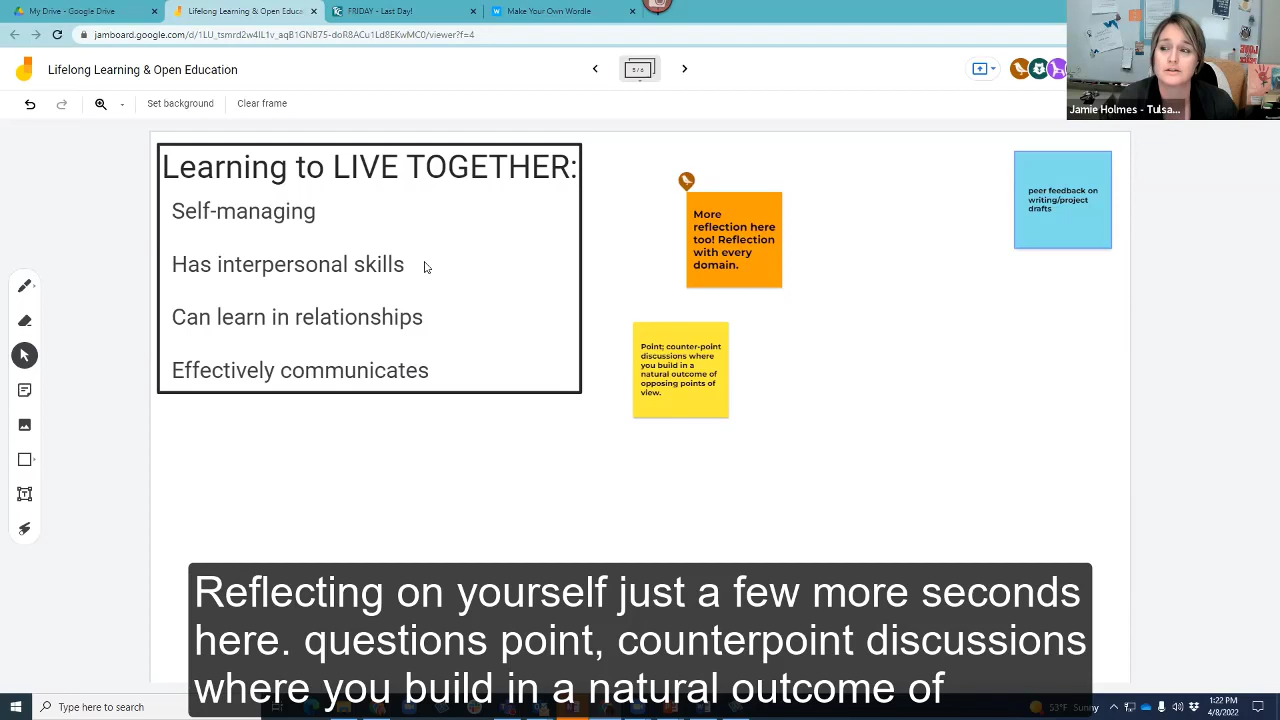 My Drive - Google Drive
Lifelong Learning & Open Educa
FRIDAY - Last Day!
Make Your Own Wordle
jamboard.google.com/d/1LU_tsmrd2w4IL1v_aqB1GNB75-doR8ACu1Ld8EKwMC0/viewer?f=4
Lifelong Learning & Open Education
5 / 6
Set background
Clear frame
Jamie Holmes - Tulsa...
Learning to LIVE TOGETHER:
Self-managing
Has interpersonal skills
Can learn in relationships
Effectively communicates
More
reflection here
too! Reflection
with every
domain.
peer feedback on
writing/project
drafts
Point; counter-point
discussions where
you build in a
natural outcome of
opposing points of
view.
Reflecting on yourself just a few more seconds
here. questions point, counterpoint discussions
where you build in a natural outcome of
Type here to search
53°F Sunny
1:22 PM
4/8/2022